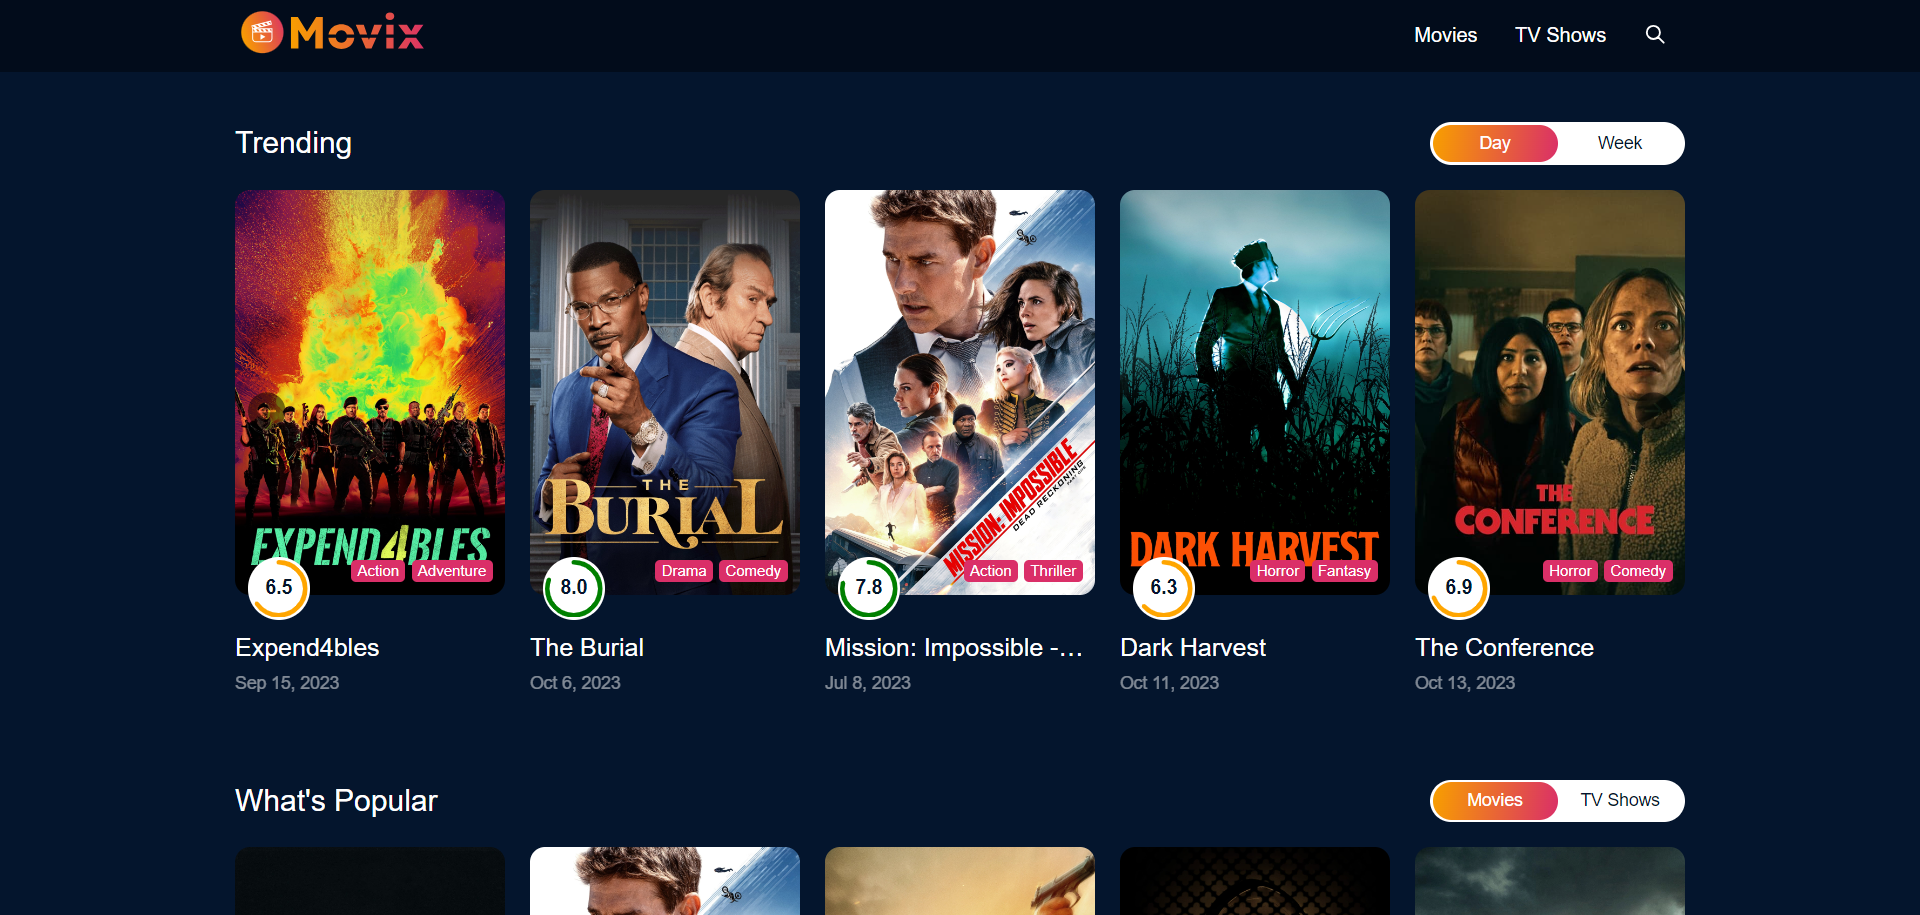 Movix
Movies
TV Shows
Trending
Day
Week
EXPEND4BLES
6.5
Action
Adventure
Expend4bles
Sep 15, 2023
THE
BURIAL
8.0
Drama
Comedy
The Burial
Oct 6, 2023
MISSION: IMPOSSIBLE
DEAD RECKONING
7.8
Action
Thriller
Mission: Impossible -...
Jul 8, 2023
DARK HARVEST
6.3
Horror
Fantasy
Dark Harvest
Oct 11, 2023
THE
CONFERENCE
6.9
Horror
Comedy
The Conference
Oct 13, 2023
What's Popular
Movies
TV Shows